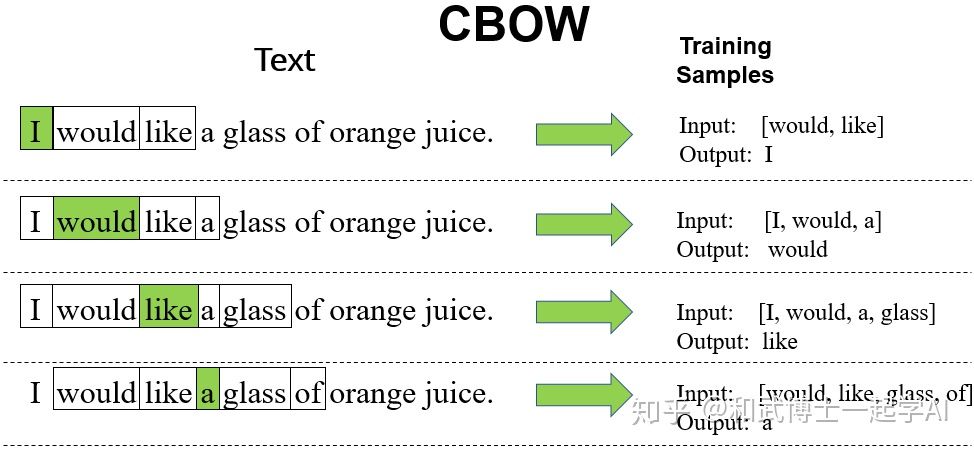 CBOW
Text
Training
Samples
I would like a glass of orange juice.
Input: [would, like]
Output: I
I would like a glass of orange juice.
Input: [I, would, a]
Output: would
I would like a glass of orange juice.
Input: [I, would, a, glass]
Output: like
I would like a glass of orange juice.
Input: [would, like, glass, of]
Output: a
知乎 @和武博士一起学AI